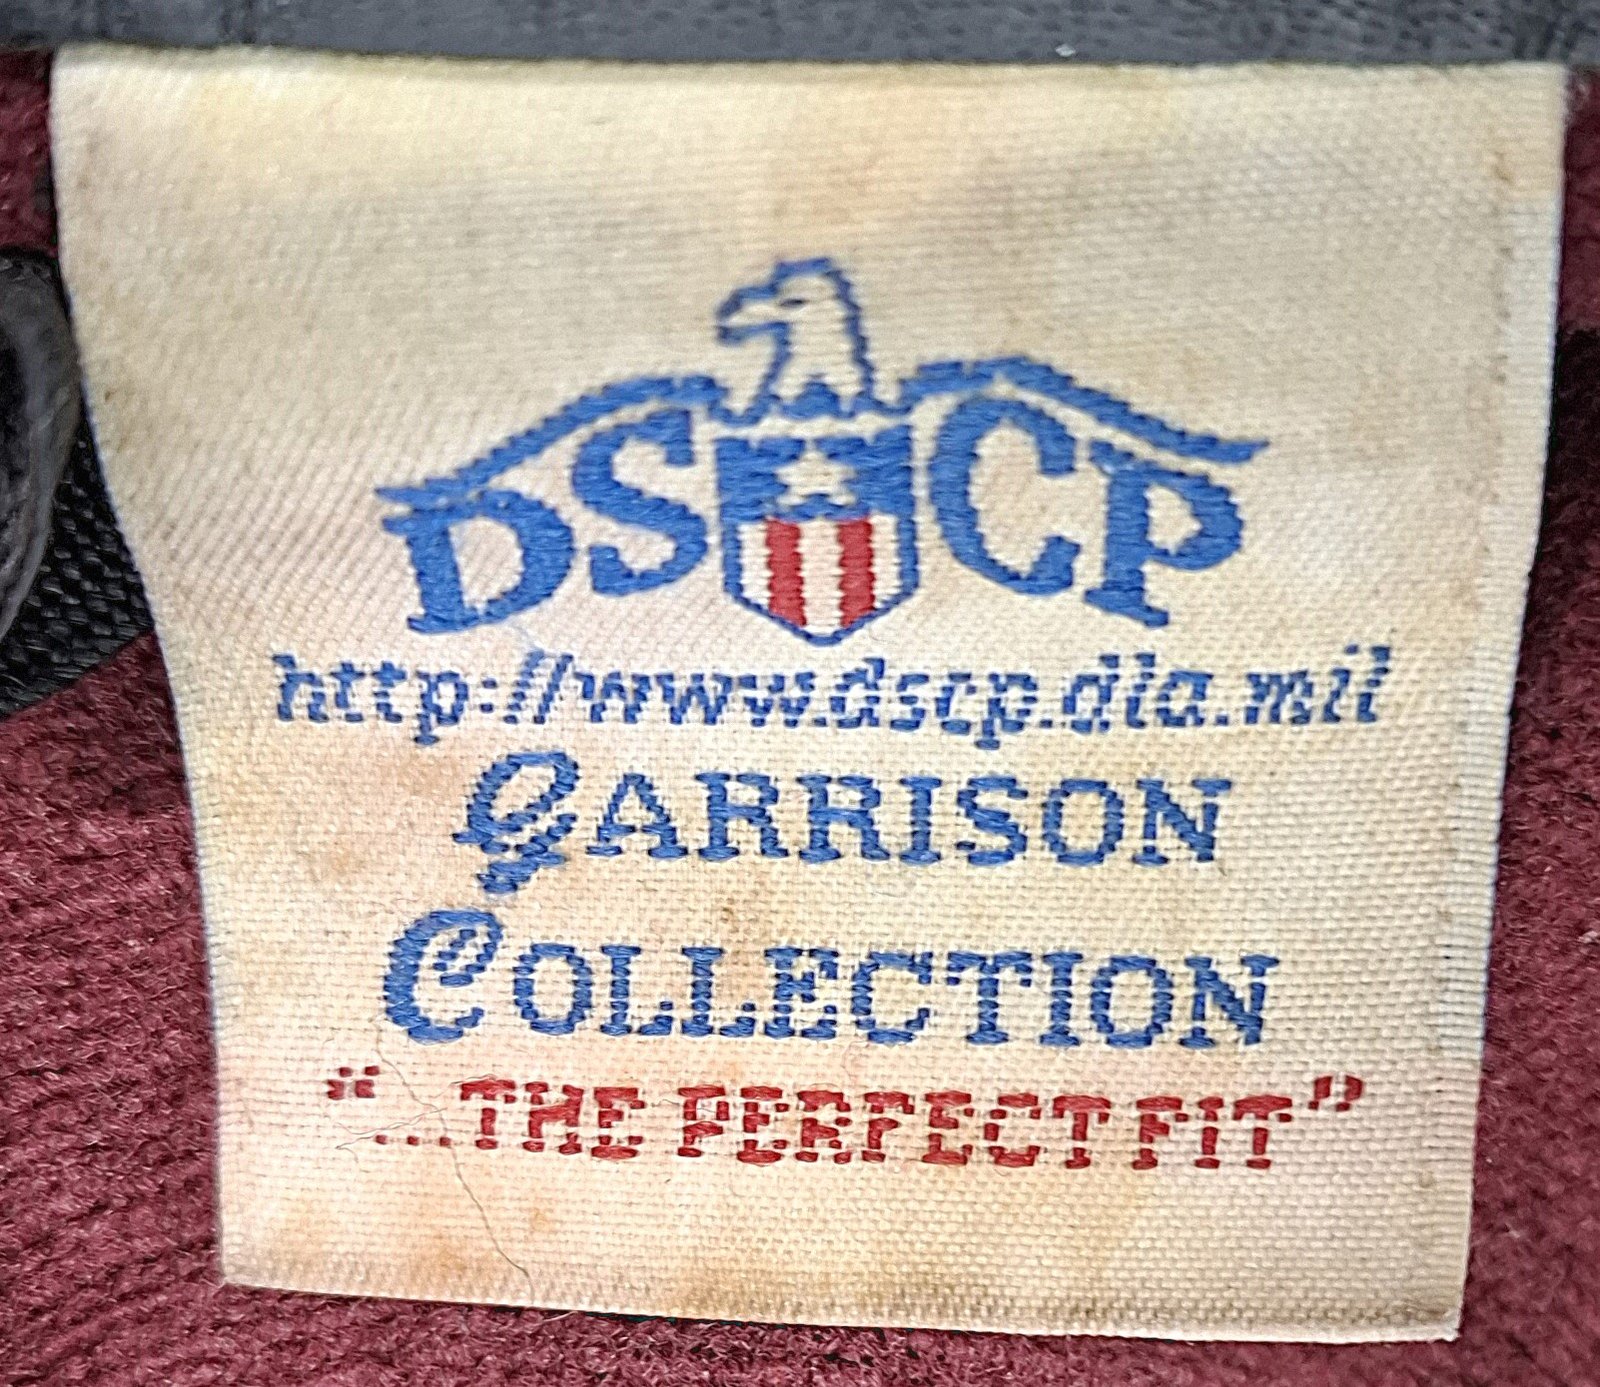 DSCP
http://www.dscp.dla.mil
GARRISON
COLLECTION
"...THE PERFECT FIT"